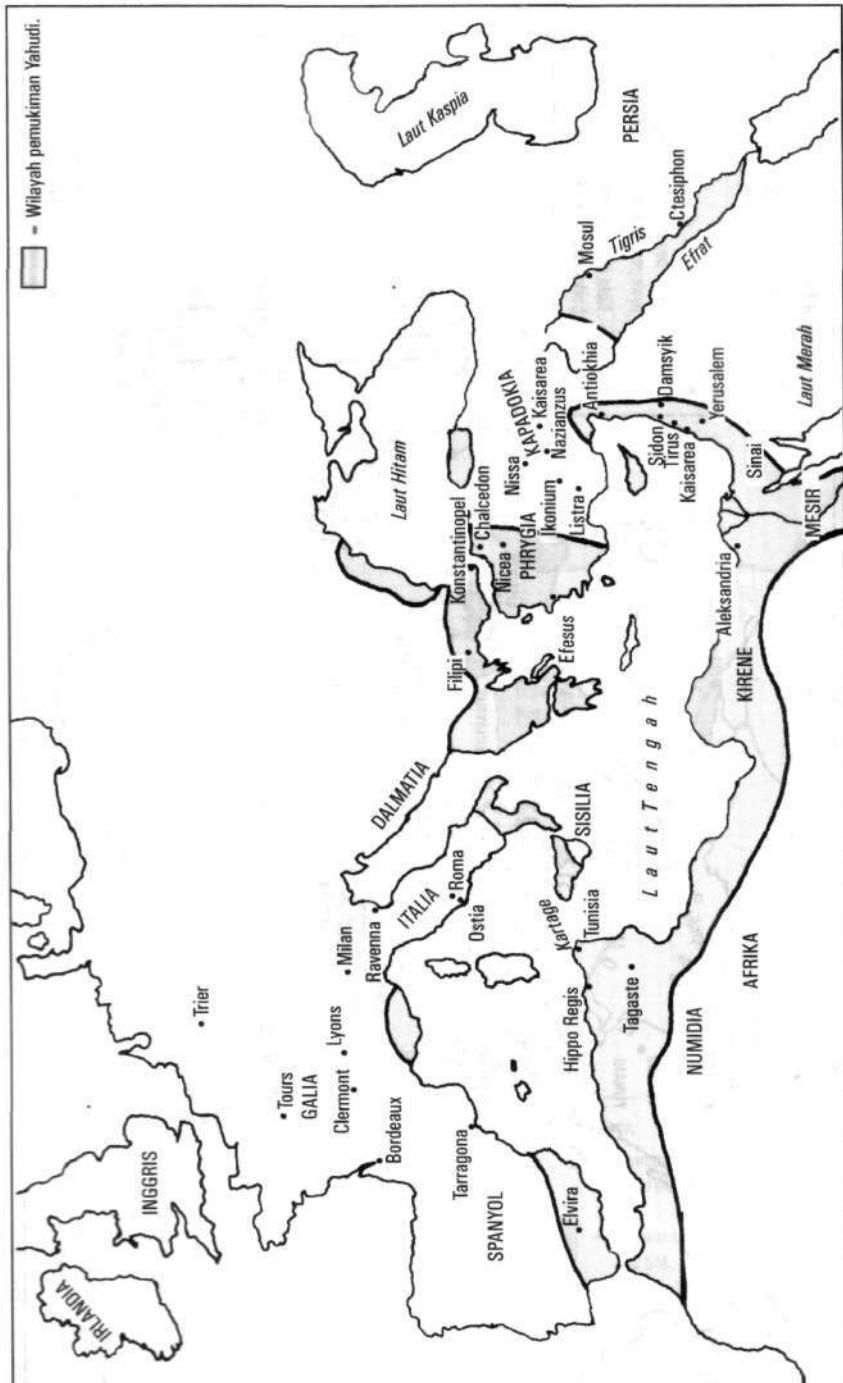 = Wilayah pemukiman Yahudi.
IRLANDIA
INGGRIS
Trier
Tours
GALIA
Lyons
Clermont
Milan
Ravenna
Bordeaux
DALMATIA
ITALIA
Roma
Ostia
Tarragona
SPANYOL
Elvira
SISILIA
Kartage
Tunisia
Hippo Regis
Tagaste
NUMIDIA
AFRIKA
Laut Tengah
Laut Hitam
Laut Kaspia
Konstantinopel
Chalcedon
Filipi
Nicea
PHRYGIA
Efesus
Nissa
KAPADOKIA
Kaisarea
Nazianzus
Ikonium
Listra
Antiokhia
Damsyik
Sidon
Tirus
Kaisarea
Yerusalem
Sinai
Laut Merah
MESIR
Aleksandria
KIRENE
Mosul
Tigris
Efrat
Ctesiphon
PERSIA